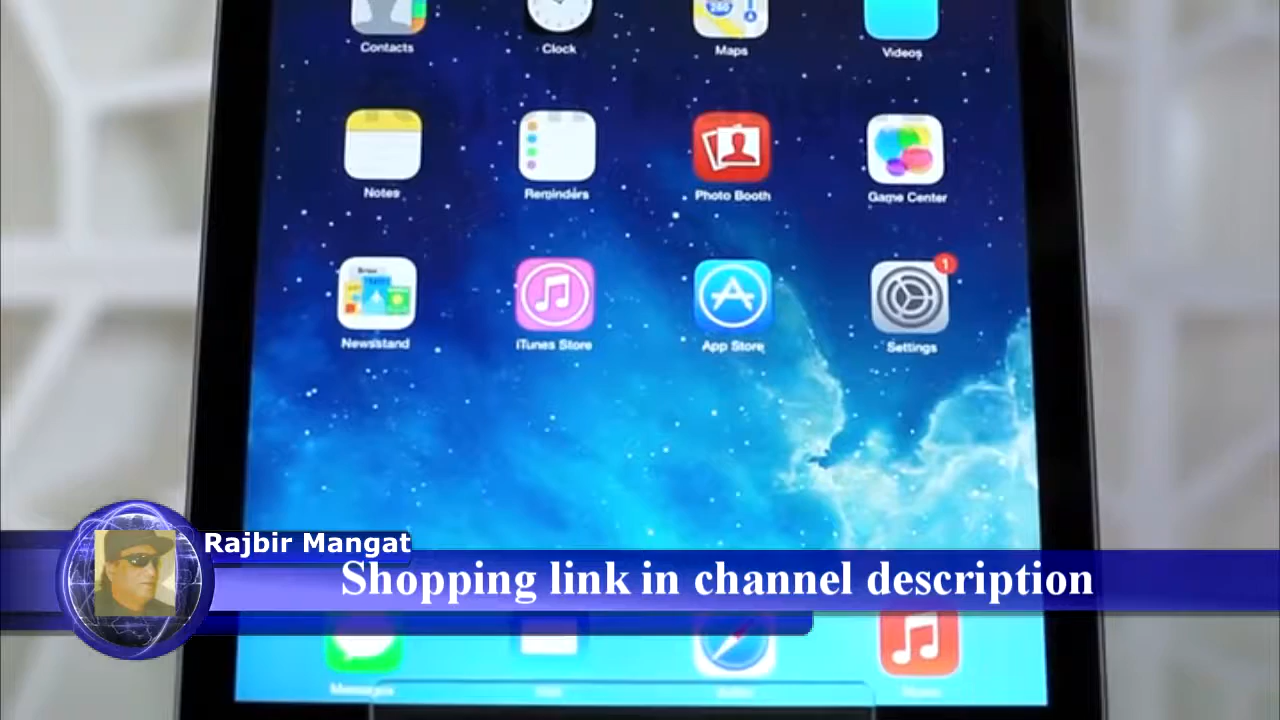 Contacts Clock Maps Videos
280
Notes Reminders Photo Booth Game Center
1
Newsstand iTunes Store App Store Settings
Rajbir Mangat
Shopping link in channel description